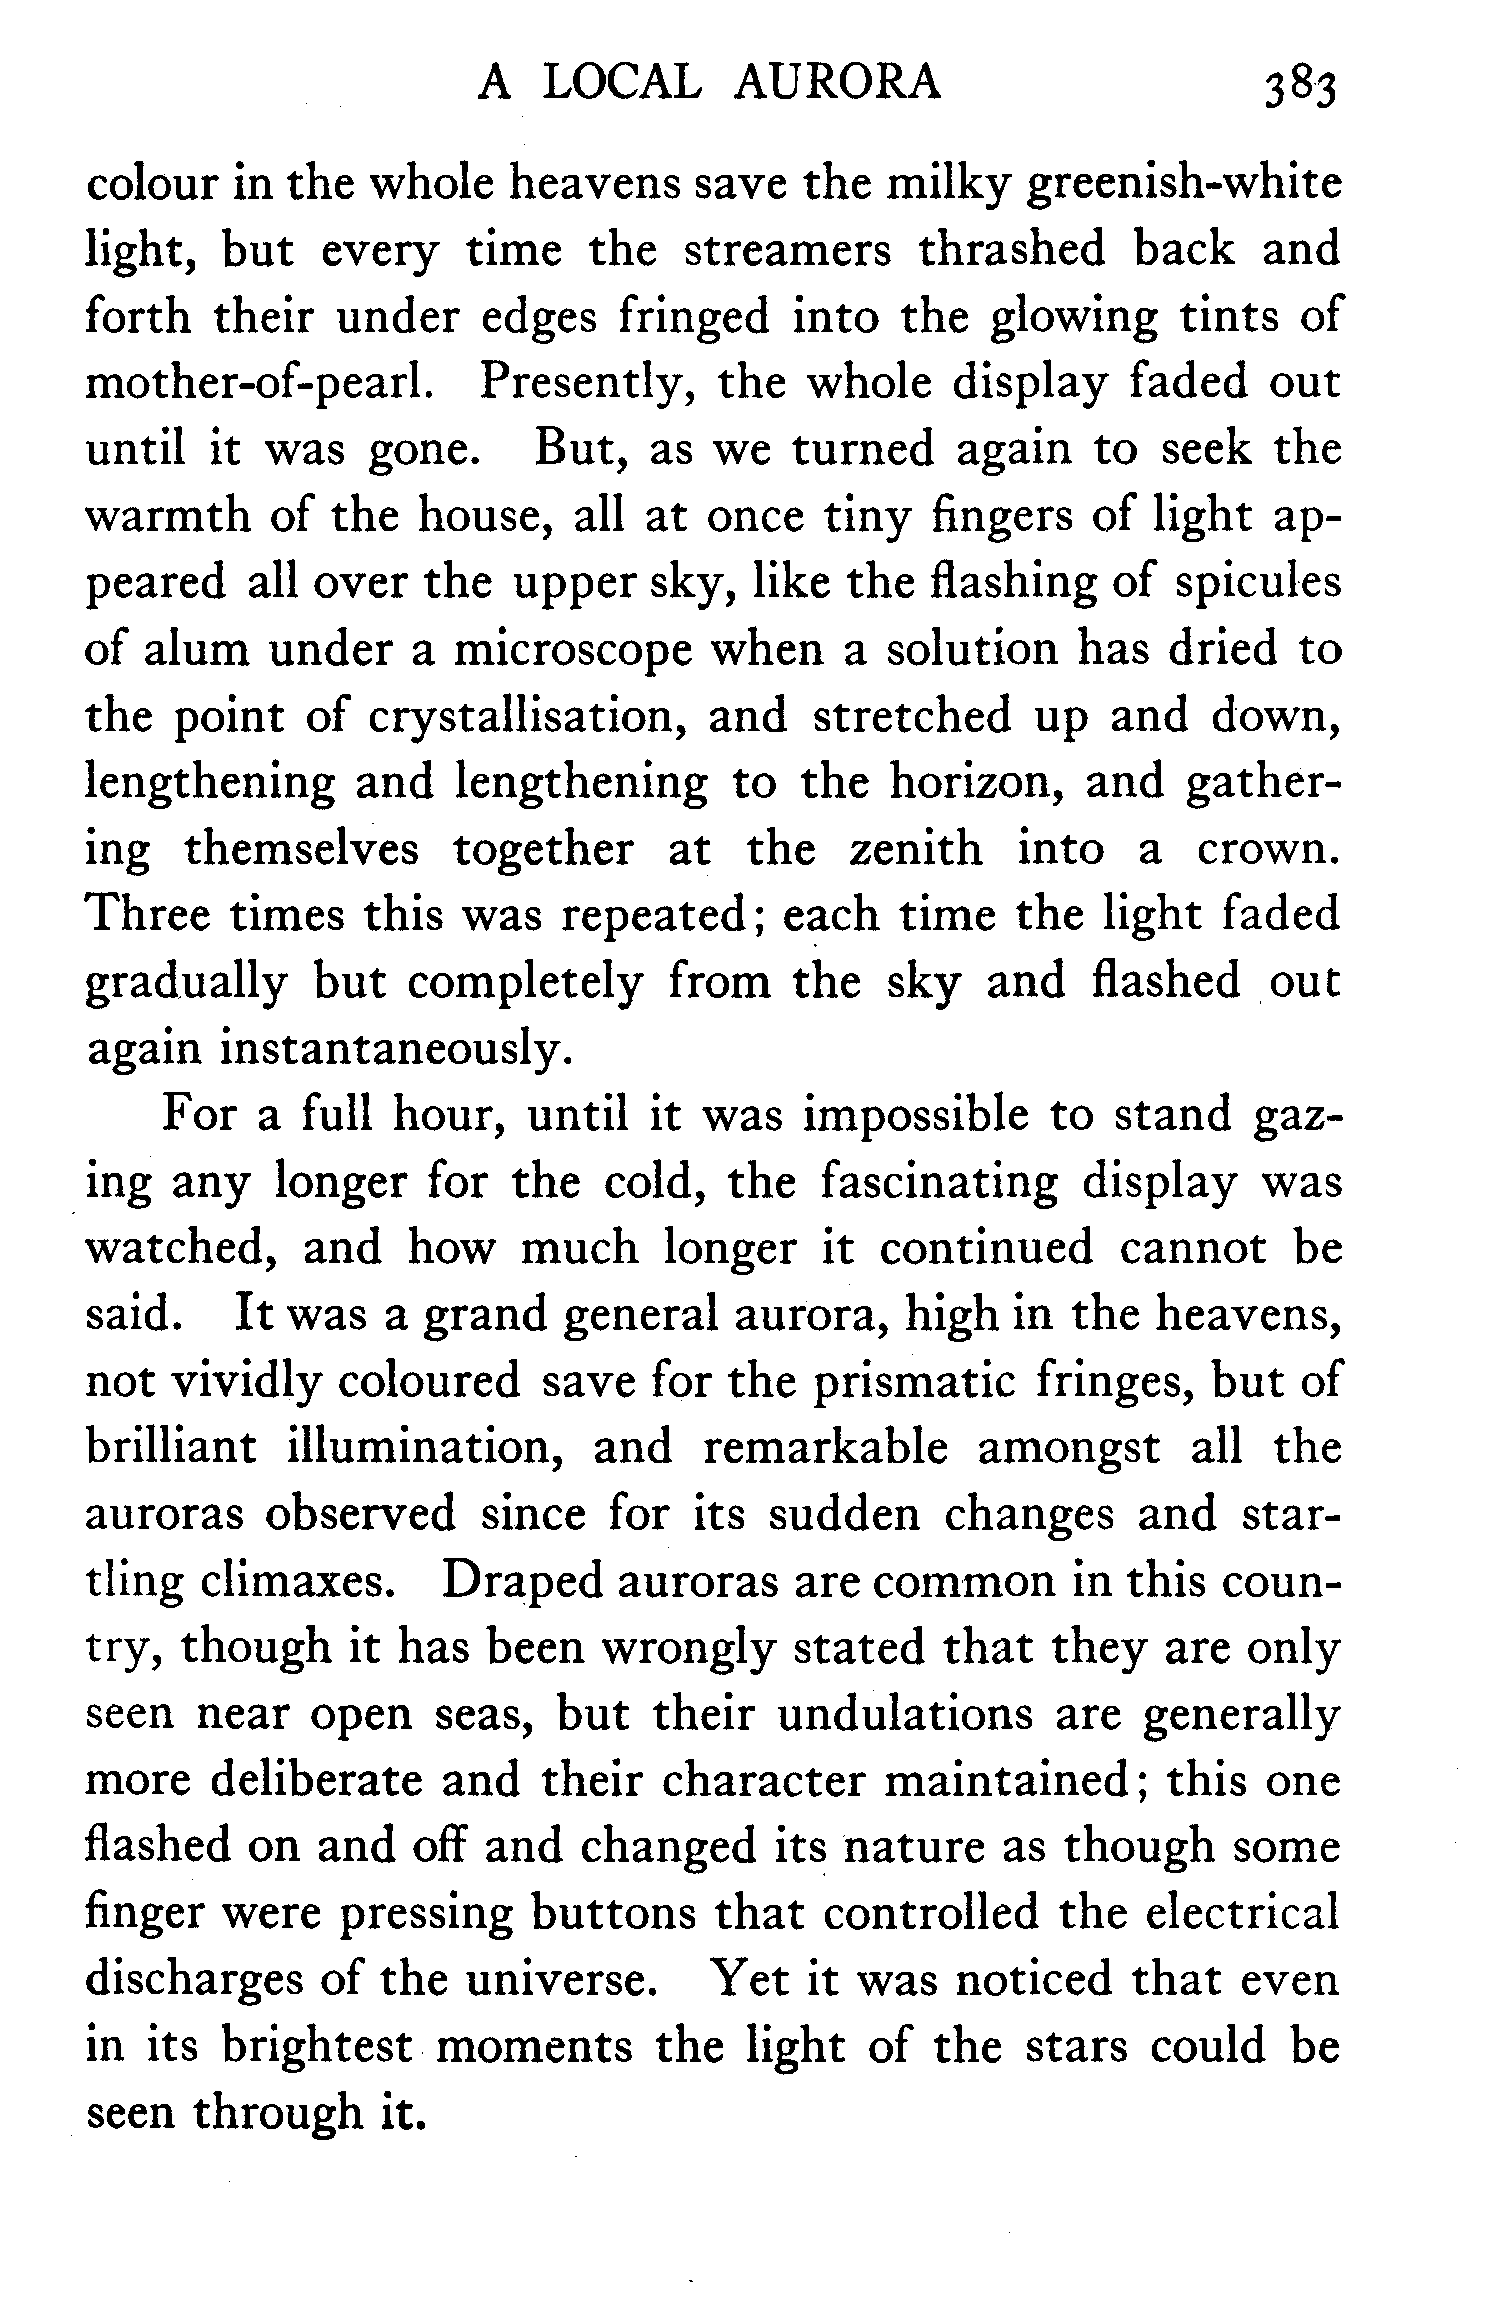 A LOCAL AURORA 383
colour in the whole heavens save the milky greenish-white
light, but every time the streamers thrashed back and
forth their under edges fringed into the glowing tints of
mother-of-pearl. Presently, the whole display faded out
until it was gone. But, as we turned again to seek the
warmth of the house, all at once tiny fingers of light ap-
peared all over the upper sky, like the flashing of spicules
of alum under a microscope when a solution has dried to
the point of crystallisation, and stretched up and down,
lengthening and lengthening to the horizon, and gather-
ing themselves together at the zenith into a crown.
Three times this was repeated; each time the light faded
gradually but completely from the sky and flashed out
again instantaneously.
For a full hour, until it was impossible to stand gaz-
ing any longer for the cold, the fascinating display was
watched, and how much longer it continued cannot be
said. It was a grand general aurora, high in the heavens,
not vividly coloured save for the prismatic fringes, but of
brilliant illumination, and remarkable amongst all the
auroras observed since for its sudden changes and star-
tling climaxes. Draped auroras are common in this coun-
try, though it has been wrongly stated that they are only
seen near open seas, but their undulations are generally
more deliberate and their character maintained; this one
flashed on and off and changed its nature as though some
finger were pressing buttons that controlled the electrical
discharges of the universe. Yet it was noticed that even
in its brightest moments the light of the stars could be
seen through it.